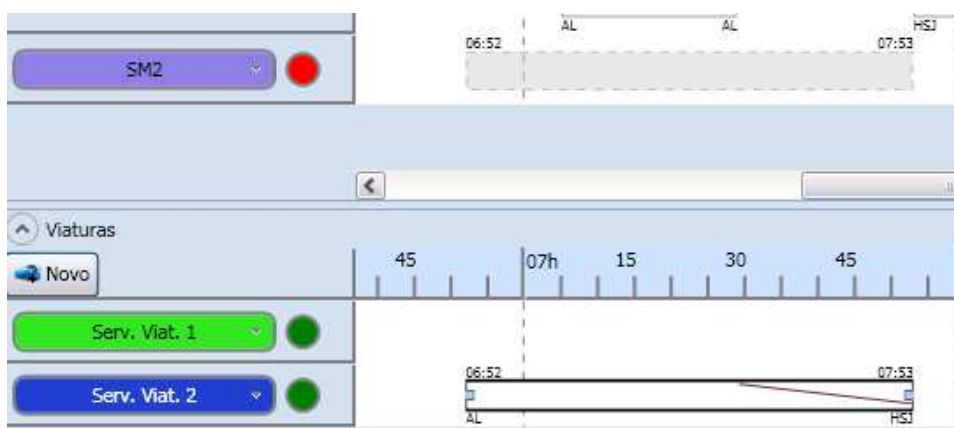 AL AL HSJ
06:52 07:53
SM2
Viaturas
45 07h 15 30 45
Novo
Serv. Viat. 1
06:52 07:53
Serv. Viat. 2
AL HSJ